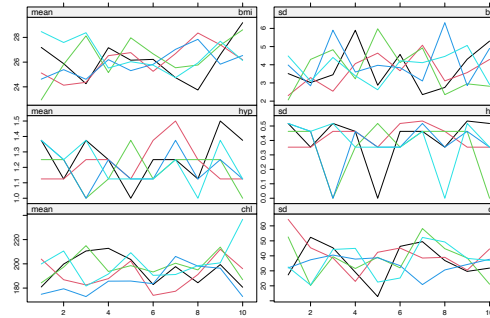 mean bmi sd b
24 26 28
2 3 4 5 6
mean hyp sd h
1.0 1.1 1.2 1.3 1.4 1.5
0.0 0.1 0.2 0.3 0.4 0.5
mean chl sd
180 200 220
10 20 30 40 50 60
2 4 6 8 10 2 4 6 8 10